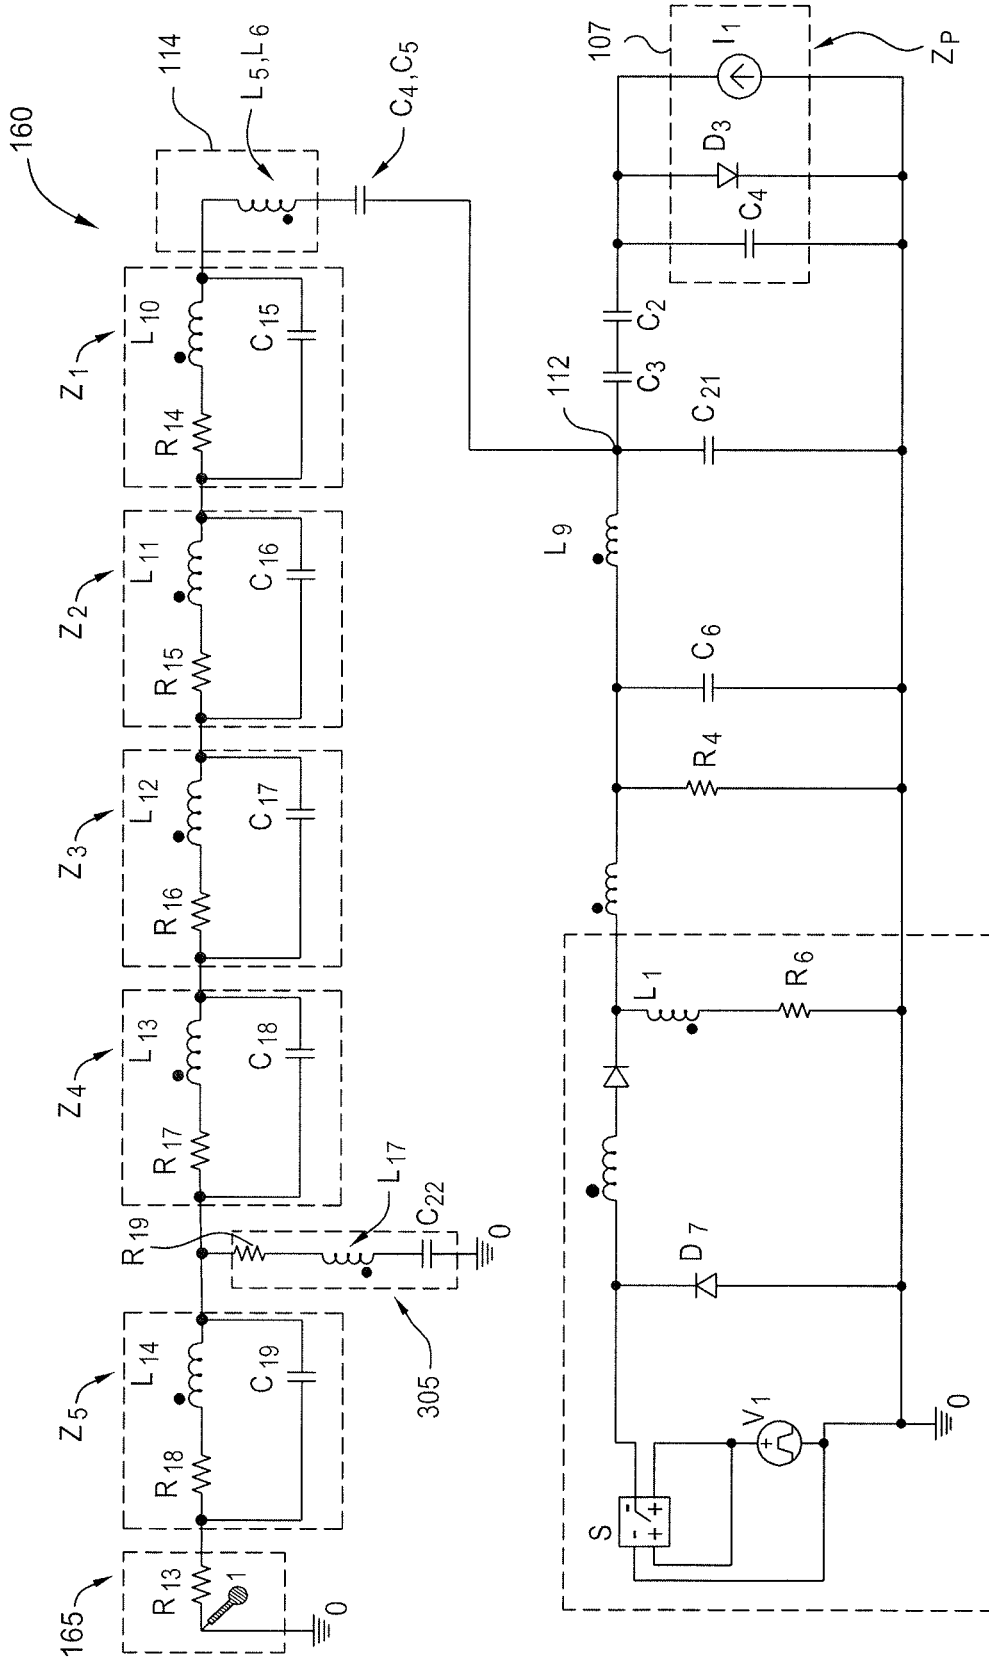 160
114
L5, L6
C4, C5
Z1
L10
R14
C15
Z2
L11
R15
C16
Z3
L12
R16
C17
Z4
L13
R17
C18
R19
L17
C22
0
305
Z5
L14
R18
C19
165
R13
1
0
107
I1
ZP
D3
C4
C2
C3
112
C21
L9
C6
R4
L1
R6
D7
V1
+
S
- -
+ +
0